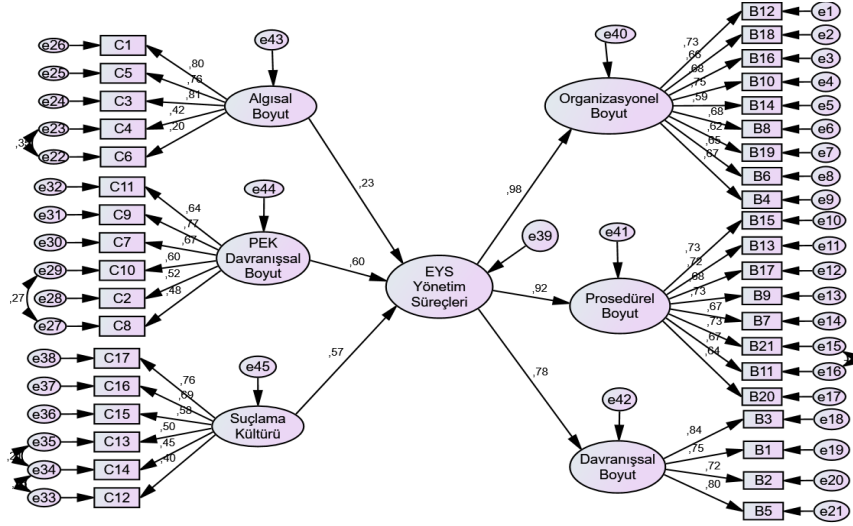 e26
C1
,80
e25
C5
,76
e24
C3
,81
e23
C4
,42
e22
C6
,20
e43
Algısal
Boyut
,23
e32
C11
,64
e31
C9
,77
e30
C7
,67
e29
C10
,60
e28
C2
,52
e27
C8
,48
,27
e44
PEK
Davranışsal
Boyut
,60
e38
C17
,76
e37
C16
,69
e36
C15
,58
e35
C13
,50
e34
C14
,45
e33
C12
,40
e45
Suçlama
Kültürü
,57
e39
EYS
Yönetim
Süreçleri
,98
,92
,78
e40
Organizasyonel
Boyut
,73
B12
e1
,66
B18
e2
,68
B16
e3
,75
B10
e4
,59
B14
e5
,68
B8
e6
,62
B19
e7
,65
B6
e8
,67
B4
e9
e41
Prosedürel
Boyut
,73
B15
e10
,72
B13
e11
,68
B17
e12
,73
B9
e13
,67
B7
e14
,73
B21
e15
,67
B11
e16
,64
B20
e17
e42
Davranışsal
Boyut
,84
B3
e18
,75
B1
e19
,72
B2
e20
,80
B5
e21